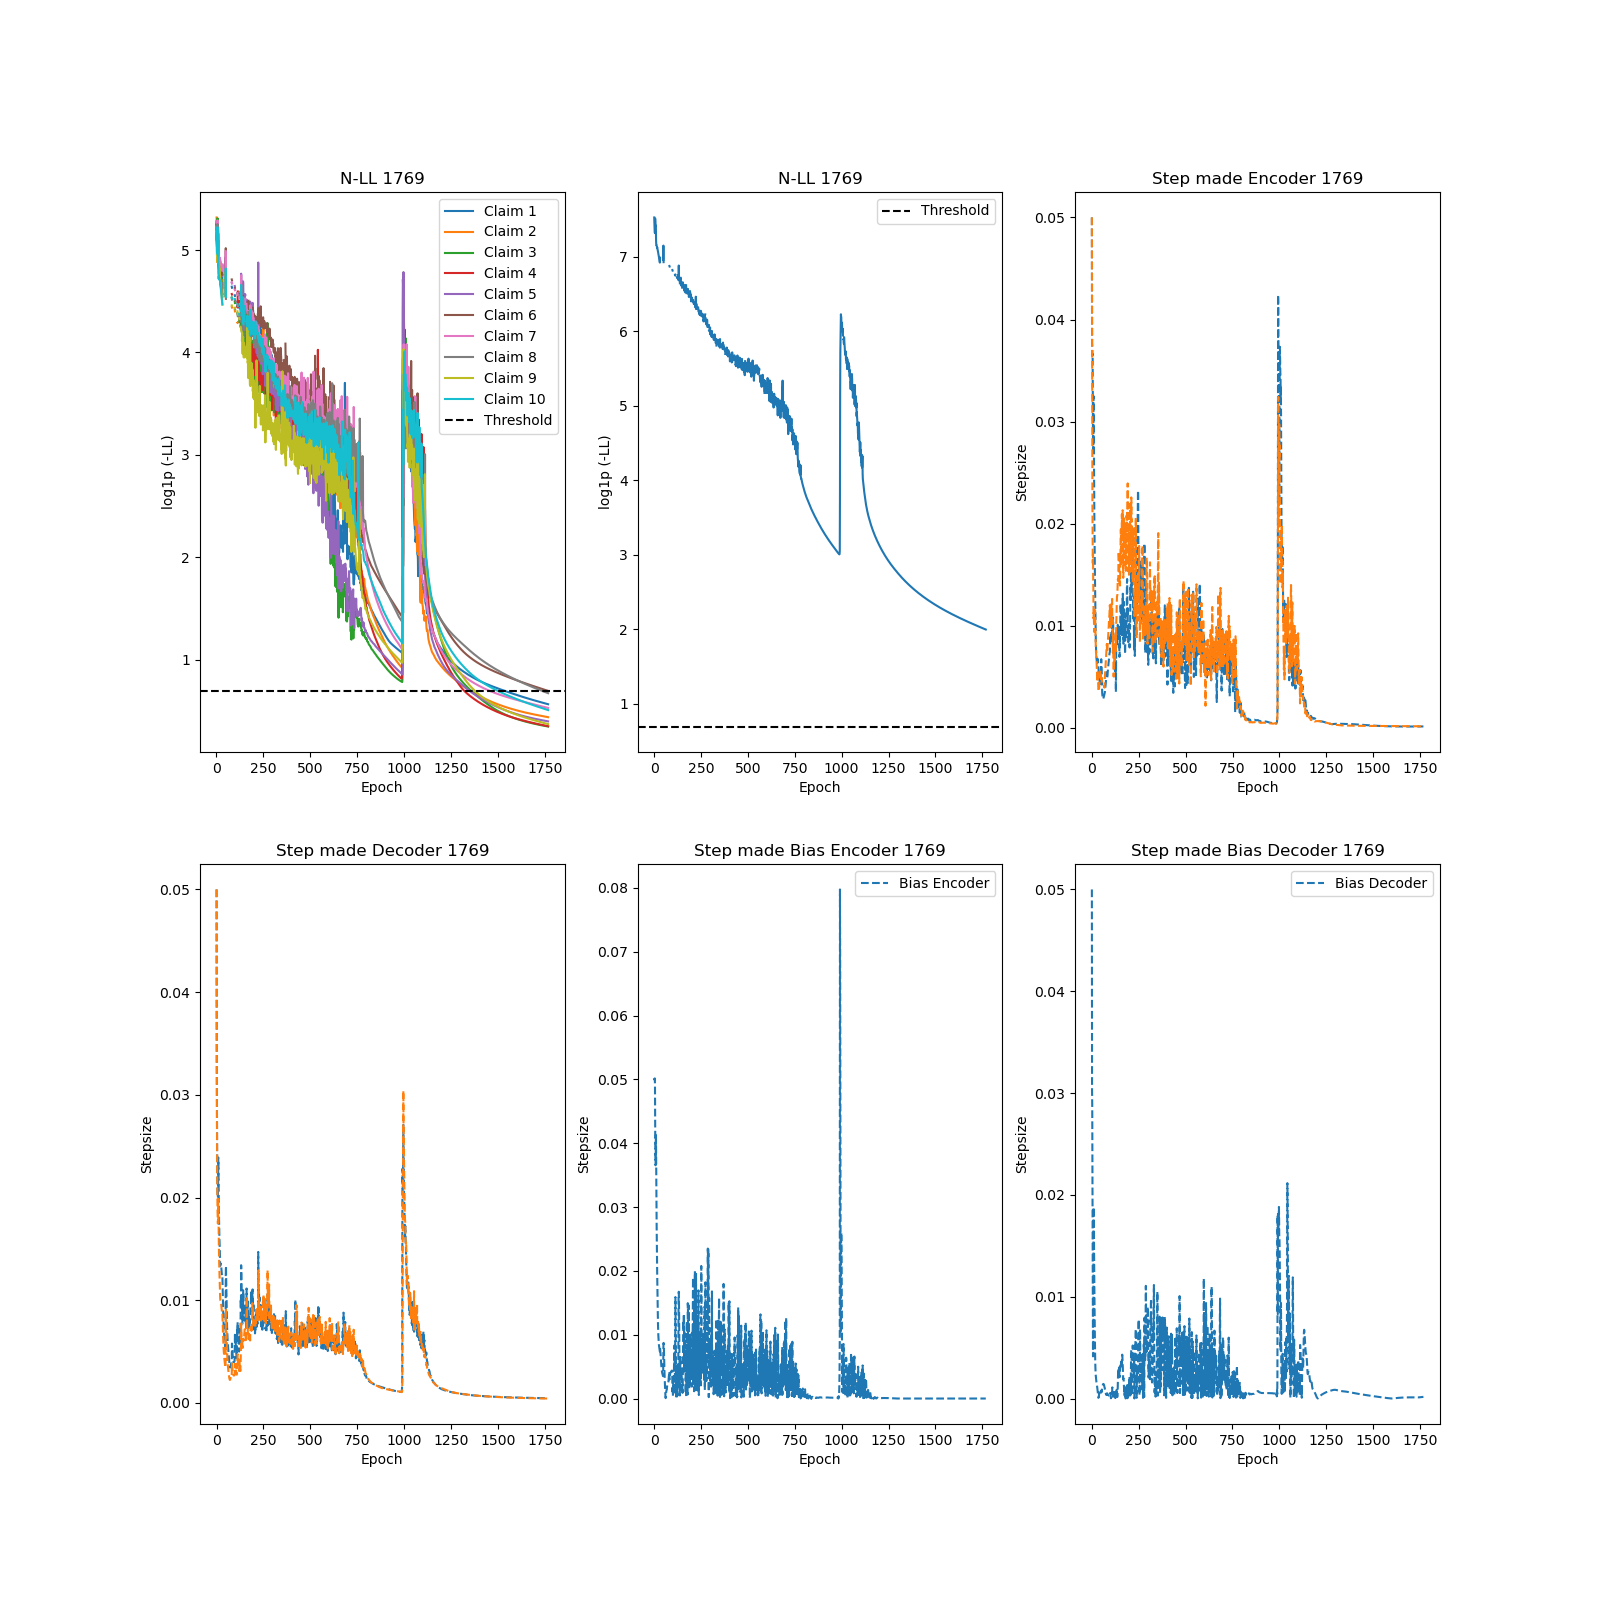 N-LL 1769
N-LL 1769
Step made Encoder 1769
Claim 1
Claim 2
Claim 3
Claim 4
Claim 5
Claim 6
Claim 7
Claim 8
Claim 9
Claim 10
Threshold
Threshold
log1p (-LL)
5
4
3
2
1
log1p (-LL)
7
6
5
4
3
2
1
Stepsize
0.05
0.04
0.03
0.02
0.01
0.00
0 250 500 750 1000 1250 1500 1750
0 250 500 750 1000 1250 1500 1750
0 250 500 750 1000 1250 1500 1750
Epoch
Epoch
Epoch
Step made Decoder 1769
Step made Bias Encoder 1769
Step made Bias Decoder 1769
Bias Encoder
Bias Decoder
Stepsize
0.05
0.04
0.03
0.02
0.01
0.00
Stepsize
0.08
0.07
0.06
0.05
0.04
0.03
0.02
0.01
0.00
Stepsize
0.05
0.04
0.03
0.02
0.01
0.00
0 250 500 750 1000 1250 1500 1750
0 250 500 750 1000 1250 1500 1750
0 250 500 750 1000 1250 1500 1750
Epoch
Epoch
Epoch